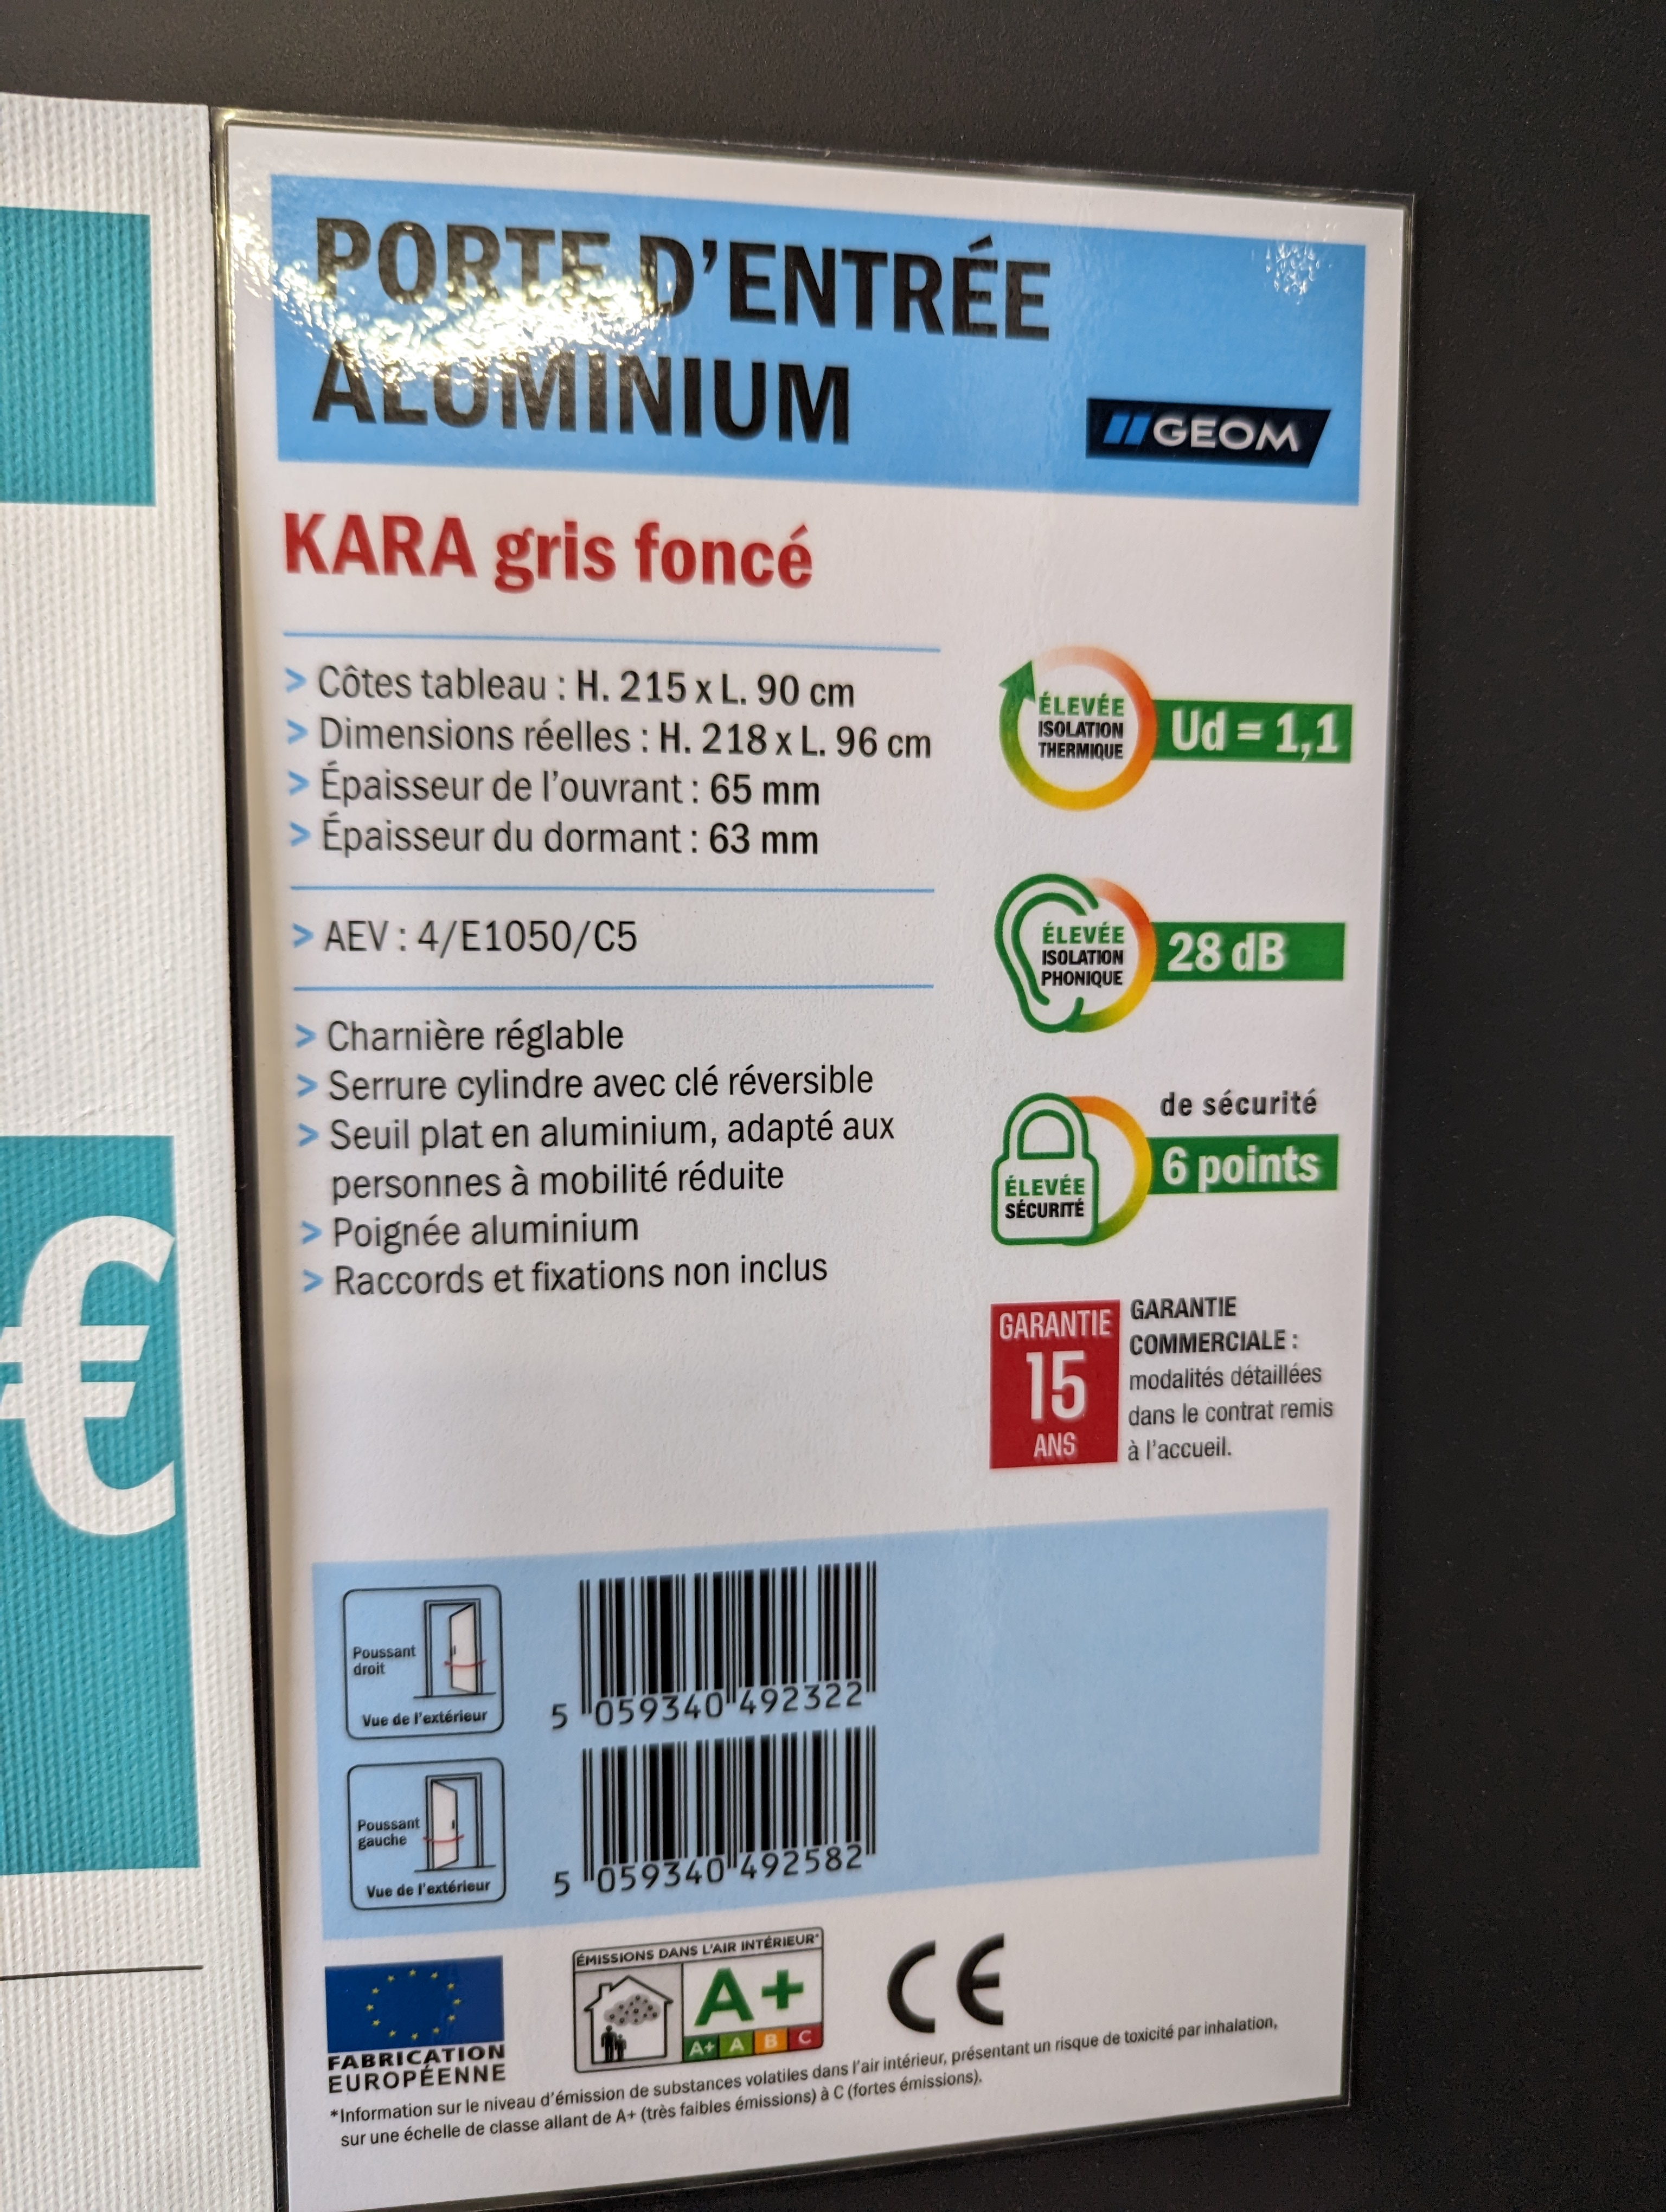 PORTE D'ENTRÉE
ALUMINIUM
GEOM
KARA gris foncé
> Côtes tableau : H. 215 x L. 90 cm
> Dimensions réelles : H. 218 x L. 96 cm
> Épaisseur de l'ouvrant : 65 mm
> Épaisseur du dormant : 63 mm
> AEV : 4/E1050/C5
> Charnière réglable
> Serrure cylindre avec clé réversible
> Seuil plat en aluminium, adapté aux
personnes à mobilité réduite
> Poignée aluminium
> Raccords et fixations non inclus
ÉLEVÉE
ISOLATION
THERMIQUE
Ud = 1,1
ÉLEVÉE
ISOLATION
PHONIQUE
28 dB
ÉLEVÉE
SÉCURITÉ
de sécurité
6 points
GARANTIE
15
ANS
GARANTIE
COMMERCIALE :
modalités détaillées
dans le contrat remis
à l'accueil.
€
Poussant
droit
Vue de l'extérieur
5 059340 492322
Poussant
gauche
Vue de l'extérieur
5 059340 492582
FABRICATION
EUROPÉENNE
ÉMISSIONS DANS L'AIR INTÉRIEUR*
A+
A+ A B C
CE
*Information sur le niveau d'émission de substances volatiles dans l'air intérieur, présentant un risque de toxicité par inhalation,
sur une échelle de classe allant de A+ (très faibles émissions) à C (fortes émissions).